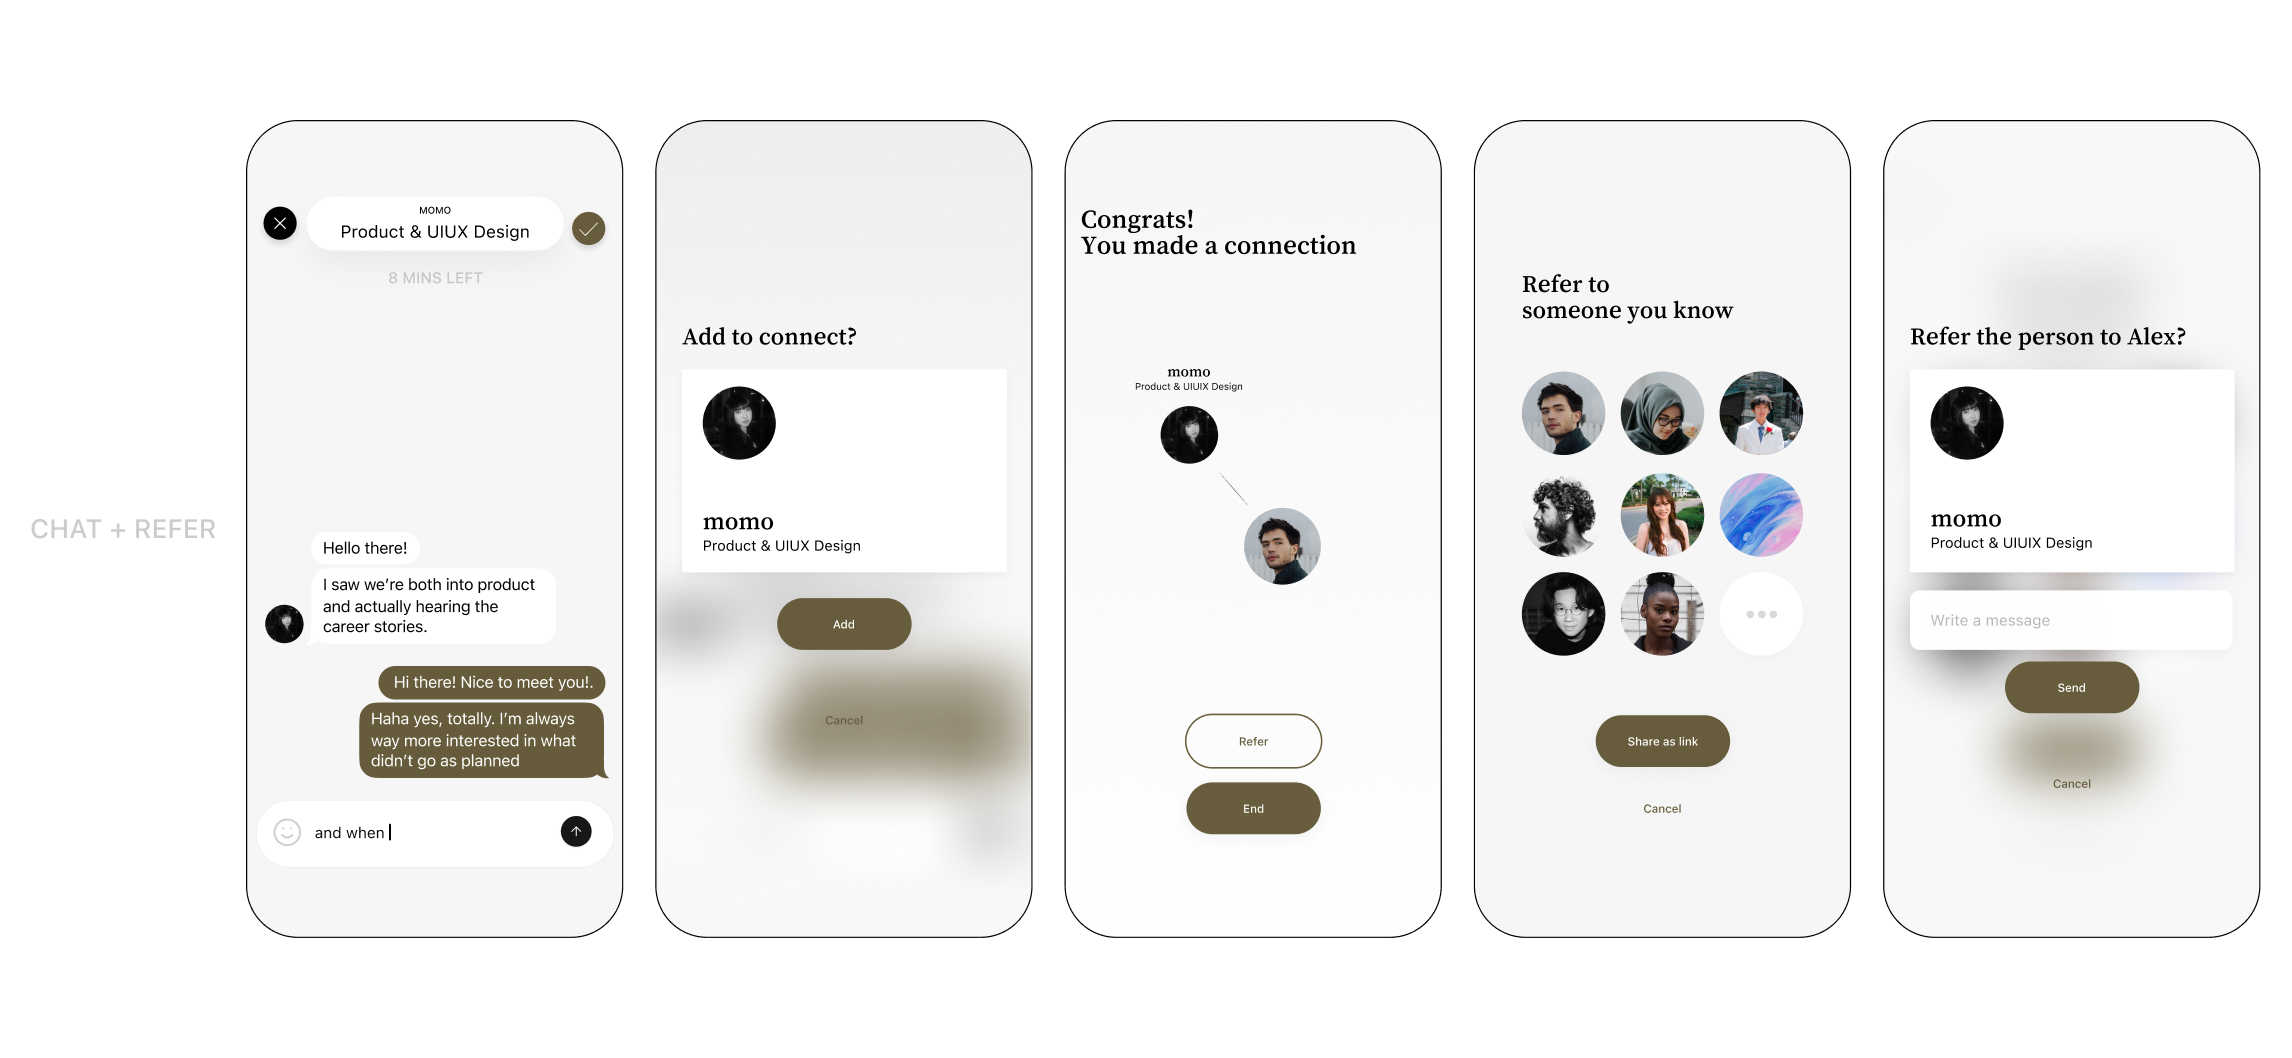 CHAT + REFER
MOMO
Product & UIUX Design
8 MINS LEFT
Hello there!
I saw we're both into product
and actually hearing the
career stories.
Hi there! Nice to meet you!.
Haha yes, totally. I'm always
way more interested in what
didn't go as planned
and when
Add to connect?
momo
Product & UIUX Design
Add
Cancel
Congrats!
You made a connection
momo
Product & UIUIX Design
Refer
End
Refer to
someone you know
Share as link
Cancel
Refer the person to Alex?
momo
Product & UIUIX Design
Write a message
Send
Cancel